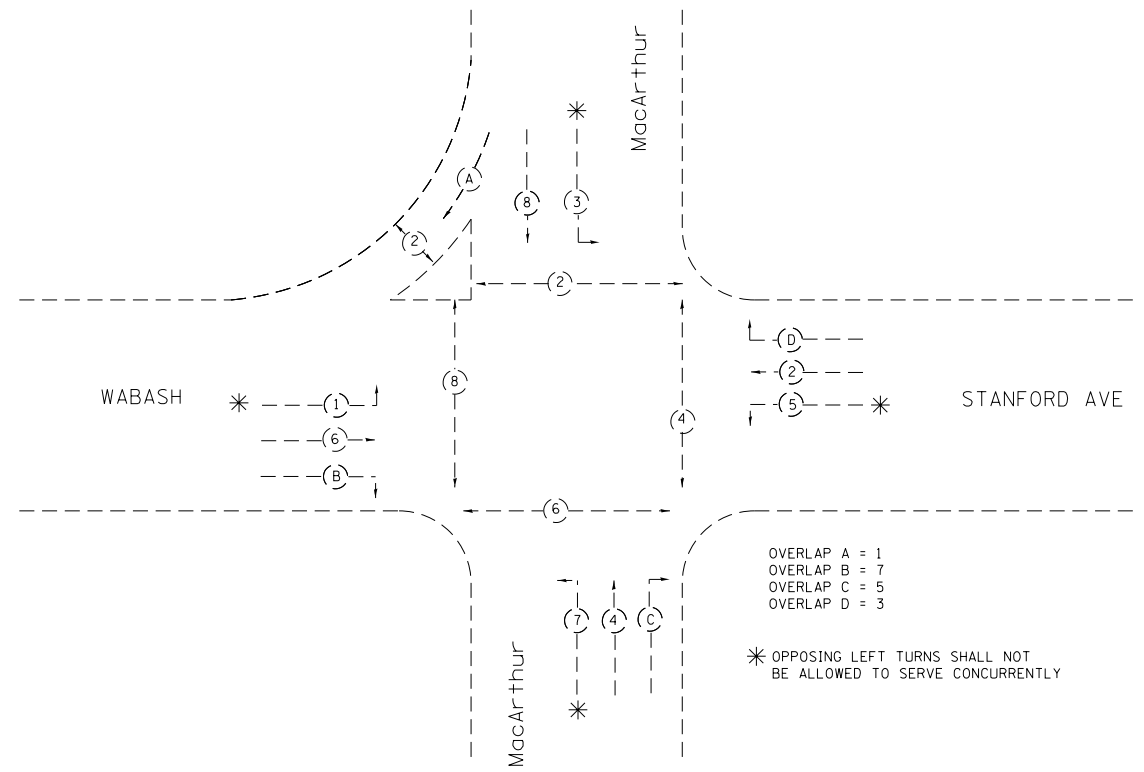 MacArthur
A
8
3
2
2
8
4
WABASH
1
6
B
D
2
5
STANFORD AVE
6
OVERLAP A = 1
OVERLAP B = 7
OVERLAP C = 5
OVERLAP D = 3
7
4
C
OPPOSING LEFT TURNS SHALL NOT
BE ALLOWED TO SERVE CONCURRENTLY
MacArthur